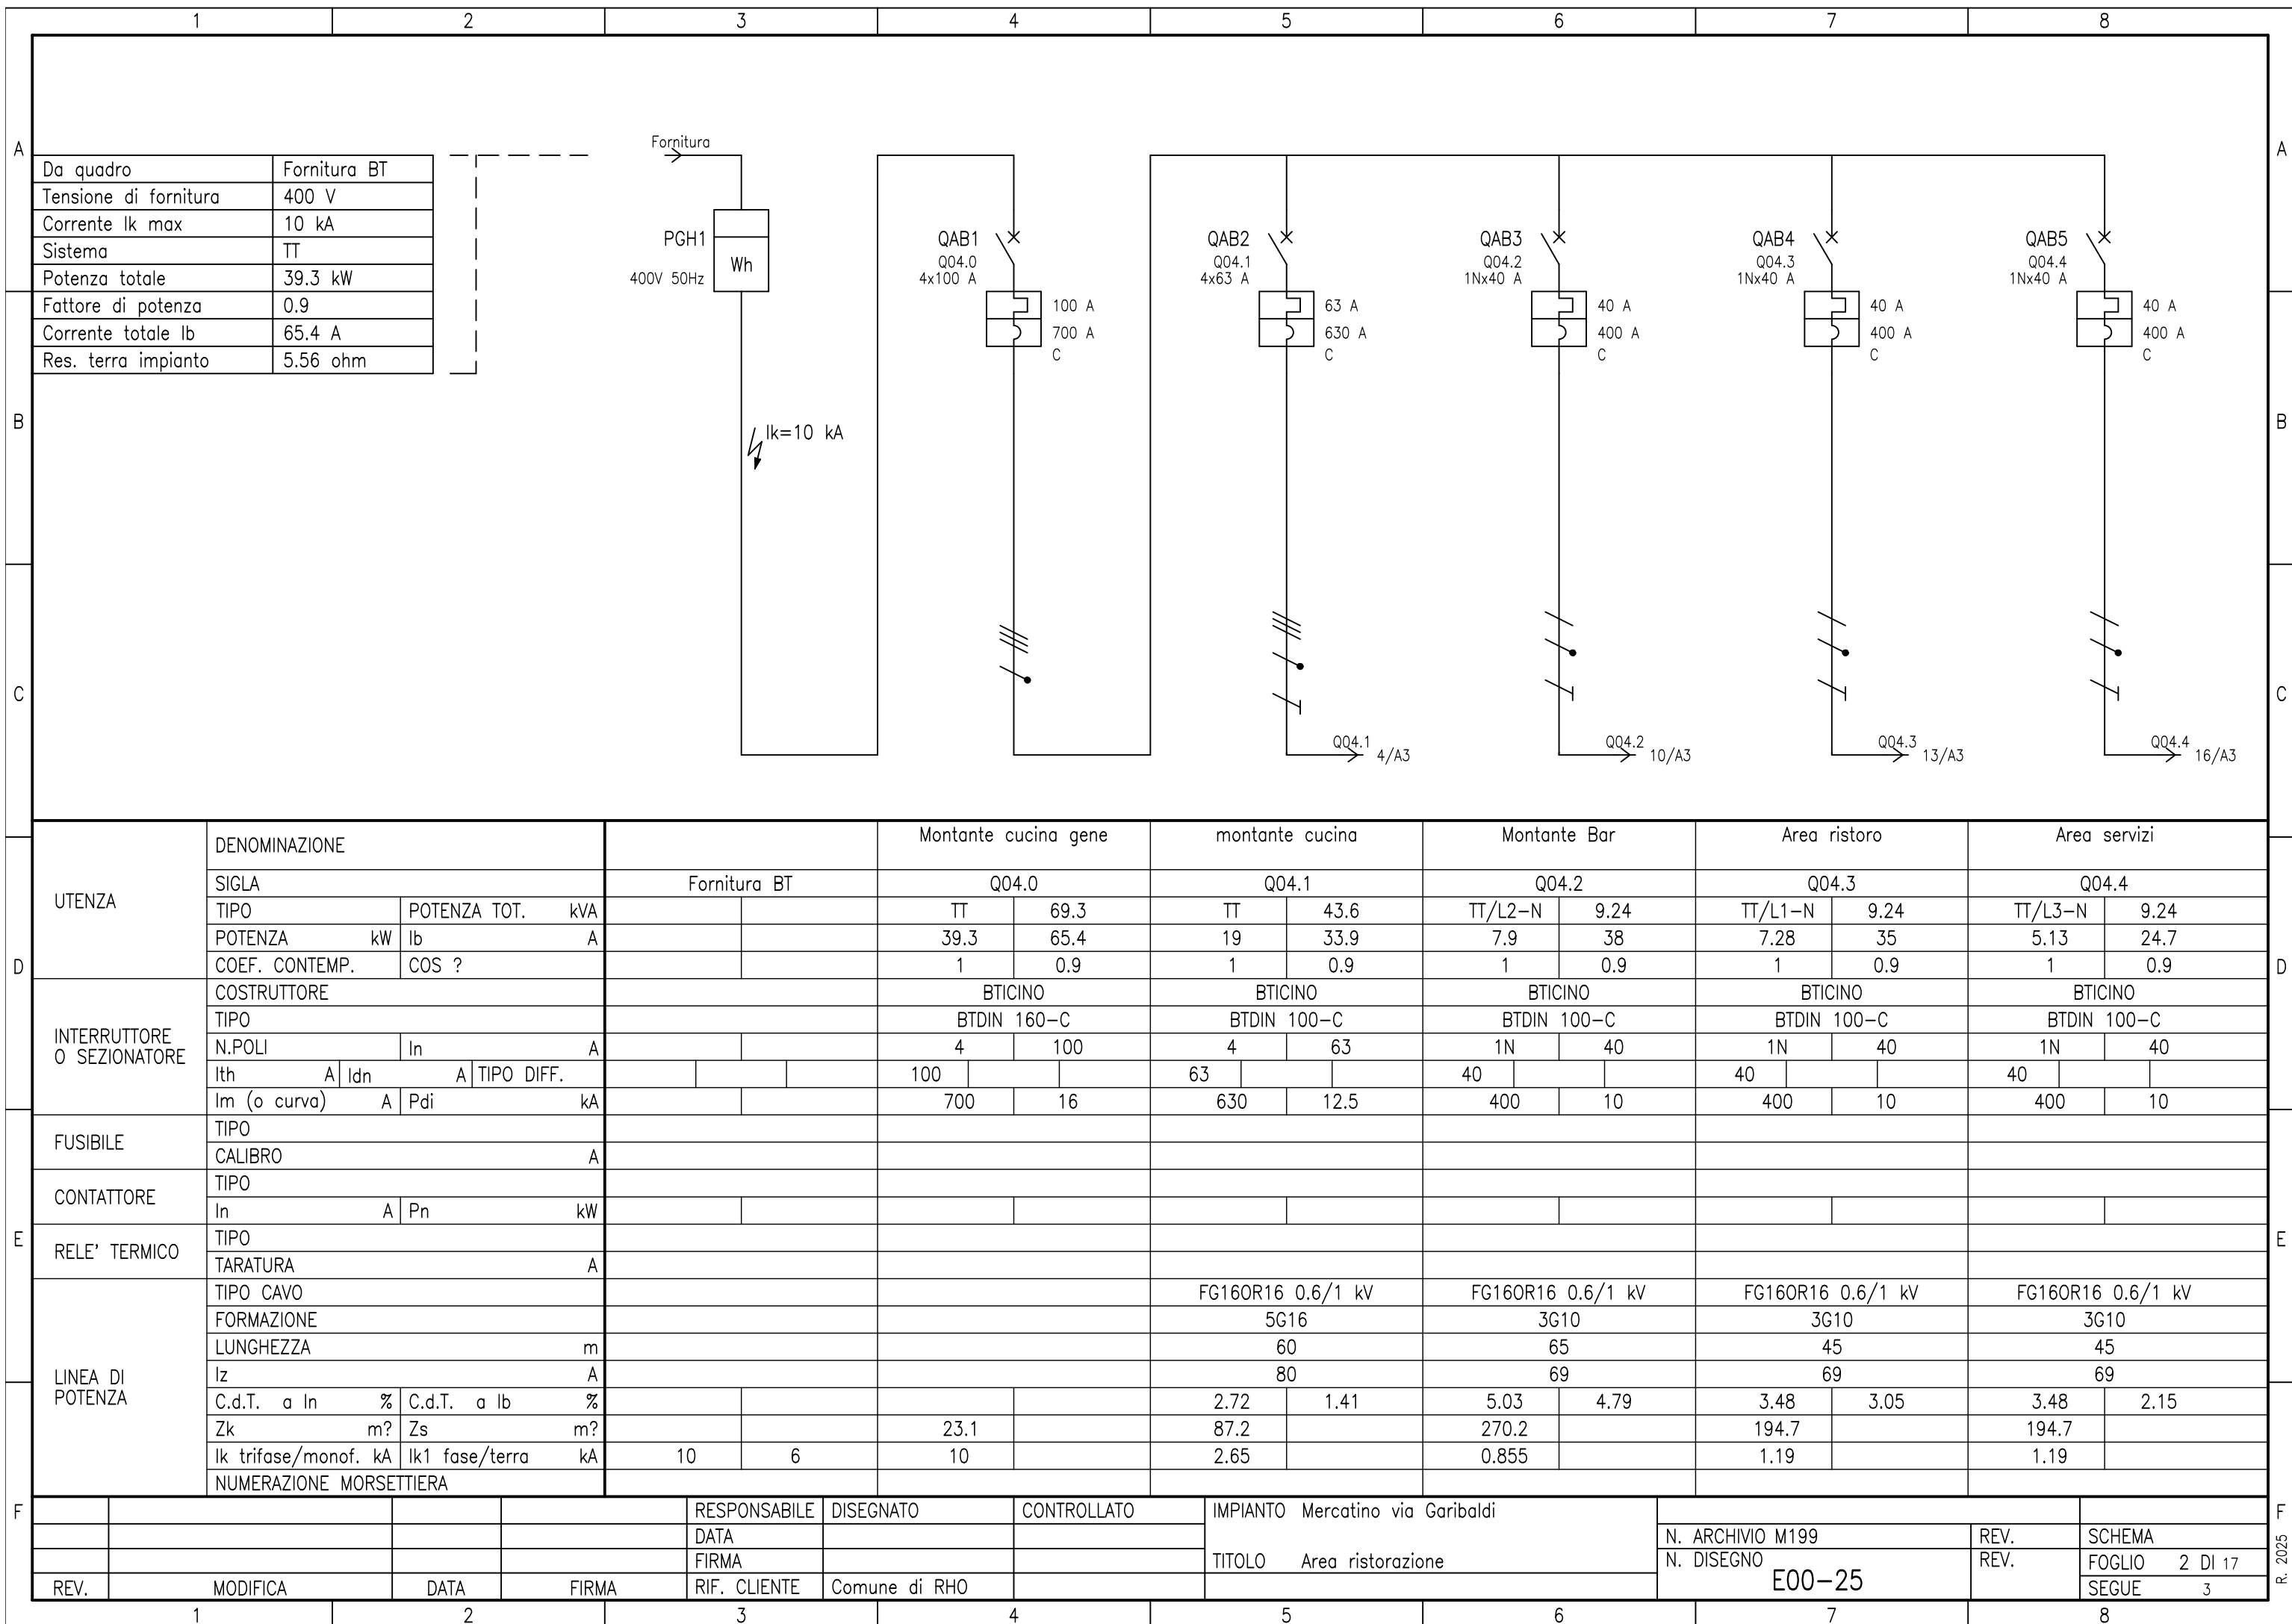 1 2 3 4 5 6 7 8
A A
Fornitura
Da quadro Fornitura BT
Tensione di fornitura 400 V
Corrente Ik max 10 kA
Sistema TT
Potenza totale 39.3 kW
Fattore di potenza 0.9
Corrente totale Ib 65.4 A
Res. terra impianto 5.56 ohm
PGH1
400V 50Hz
Wh
Ik=10 kA
QAB1
Q04.0
4x100 A
100 A
700 A
C
QAB2
Q04.1
4x63 A
63 A
630 A
C
QAB3
Q04.2
1Nx40 A
40 A
400 A
C
QAB4
Q04.3
1Nx40 A
40 A
400 A
C
QAB5
Q04.4
1Nx40 A
40 A
400 A
C
B B
C C
Q04.1 4/A3
Q04.2 10/A3
Q04.3 13/A3
Q04.4 16/A3
UTENZA
DENOMINAZIONE Montante cucina gene montante cucina Montante Bar Area ristoro Area servizi
SIGLA Fornitura BT Q04.0 Q04.1 Q04.2 Q04.3 Q04.4
TIPO POTENZA TOT. kVA TT 69.3 TT 43.6 TT/L2-N 9.24 TT/L1-N 9.24 TT/L3-N 9.24
POTENZA kW Ib A 39.3 65.4 19 33.9 7.9 38 7.28 35 5.13 24.7
COEF. CONTEMP. COS ? 1 0.9 1 0.9 1 0.9 1 0.9 1 0.9
D D
INTERRUTTORE
O SEZIONATORE
COSTRUTTORE BTICINO BTICINO BTICINO BTICINO BTICINO
TIPO BTDIN 160-C BTDIN 100-C BTDIN 100-C BTDIN 100-C BTDIN 100-C
N.POLI In A 4 100 4 63 1N 40 1N 40 1N 40
Ith A Idn A TIPO DIFF. 100 63 40 40 40
Im (o curva) A Pdi kA 700 16 630 12.5 400 10 400 10 400 10
FUSIBILE
TIPO
CALIBRO A
CONTATTORE
TIPO
In A Pn kW
E E
RELE' TERMICO
TIPO
TARATURA A
LINEA DI
POTENZA
TIPO CAVO FG16OR16 0.6/1 kV FG16OR16 0.6/1 kV FG16OR16 0.6/1 kV FG16OR16 0.6/1 kV
FORMAZIONE 5G16 3G10 3G10 3G10
LUNGHEZZA m 60 65 45 45
Iz A 80 69 69 69
C.d.T. a In % C.d.T. a Ib % 2.72 1.41 5.03 4.79 3.48 3.05 3.48 2.15
Zk m? Zs m? 23.1 87.2 270.2 194.7 194.7
Ik trifase/monof. kA Ik1 fase/terra kA 10 6 10 2.65 0.855 1.19 1.19
NUMERAZIONE MORSETTIERA
F F
RESPONSABILE DISEGNATO CONTROLLATO
DATA
FIRMA
RIF. CLIENTE Comune di RHO
REV. MODIFICA DATA FIRMA
IMPIANTO Mercatino via Garibaldi
TITOLO Area ristorazione
N. ARCHIVIO M199 REV. SCHEMA
N. DISEGNO REV. FOGLIO 2 DI 17
E00-25
SEGUE 3
R. 2025
1 2 3 4 5 6 7 8